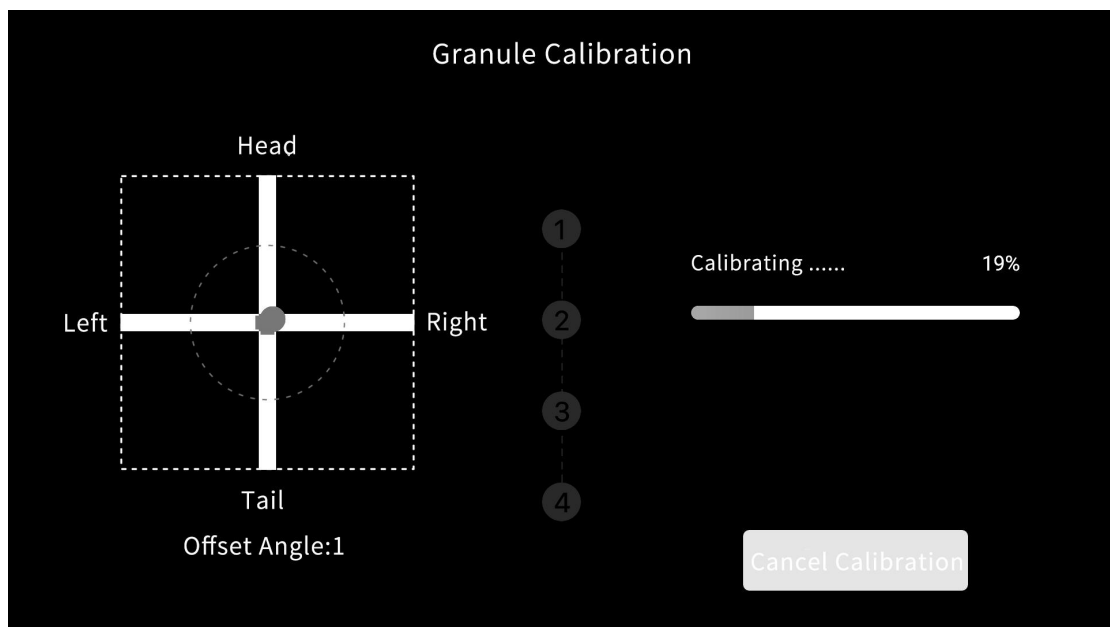 Granule Calibration
Head
Left
Right
Tail
Offset Angle:1
1
2
3
4
Calibrating ...... 19%
Cancel Calibration